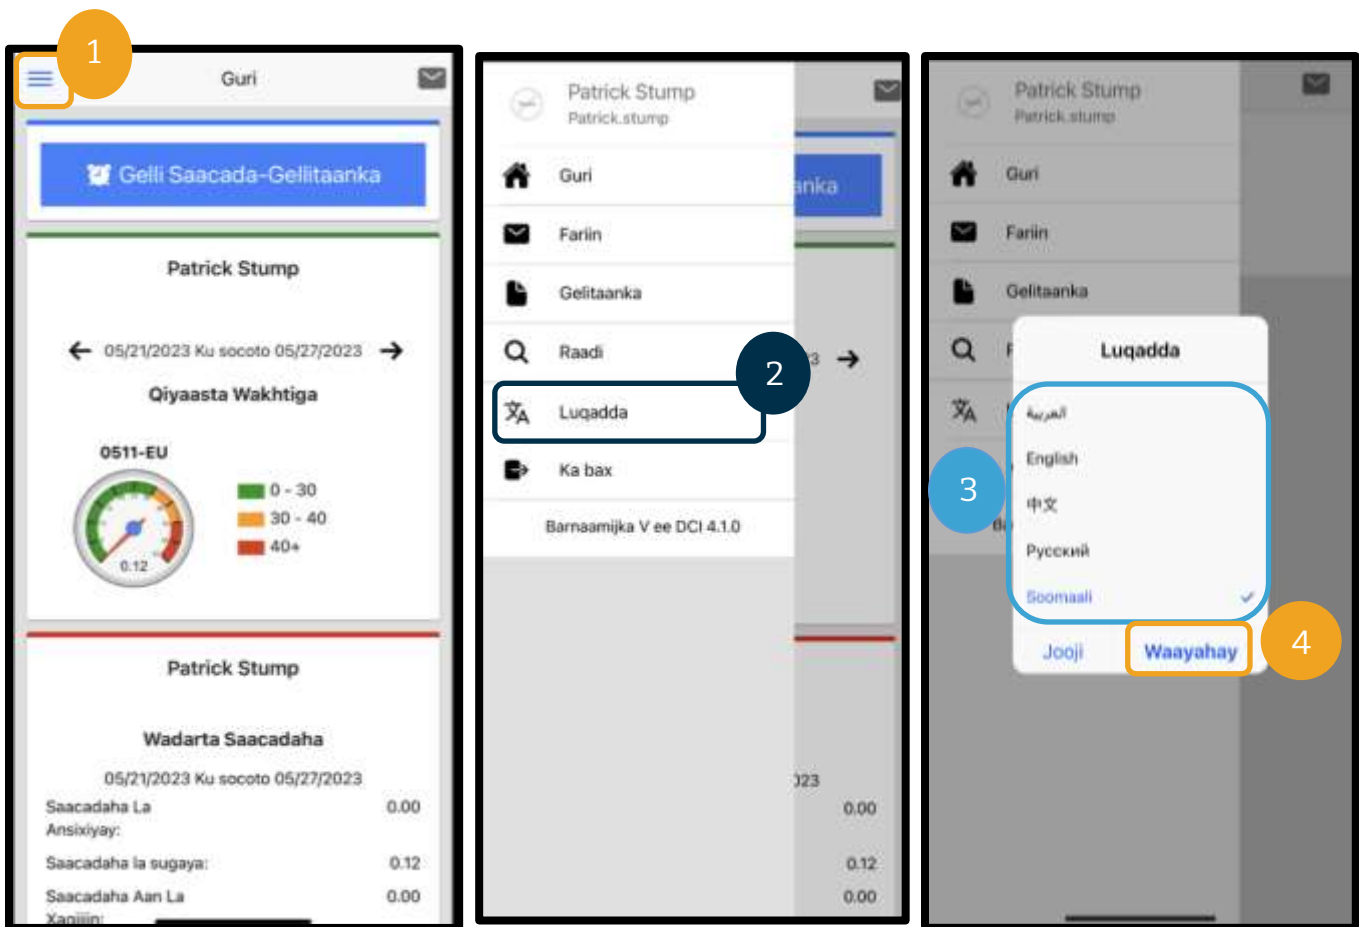 1
Guri
Gelli Saacada-Gellitaanka
Patrick Stump
05/21/2023 Ku socoto 05/27/2023
Qiyaasta Wakhtiga
0511-EU
0 - 30
30 - 40
40+
0.12
Patrick Stump
Wadarta Saacadaha
05/21/2023 Ku socoto 05/27/2023
Saacadaha La 0.00
Ansixiyay:
Saacadaha la sugaya: 0.12
Saacadaha Aan La 0.00
Patrick Stump
Patrick.stump
Guri
anka
Fariin
Gelitaanka
Raadi
2
3
Luqadda
Ka bax
Barnaamijka V ee DCI 4.1.0
023
0.00
0.12
0.00
Patrick Stump
Patrick.stump
Guri
Fariin
Gelitaanka
Luqadda
العربية
English
3
中文
Русский
Soomaali
Jooji Waayahay
4